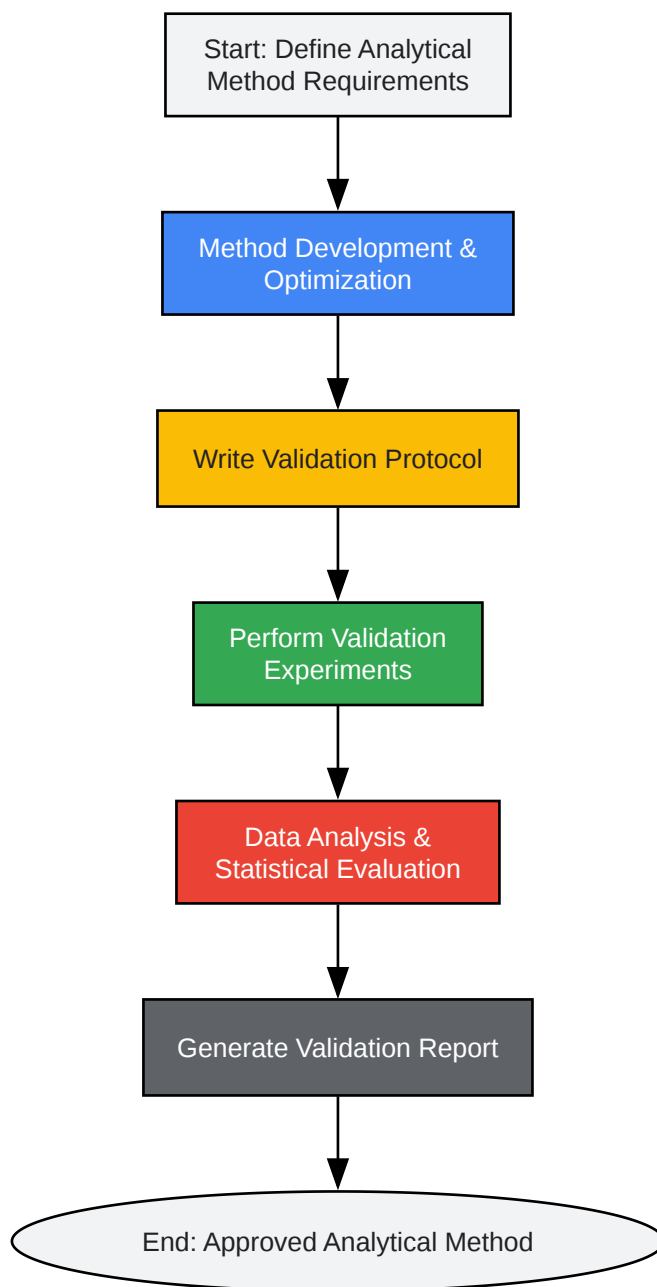 Start: Define Analytical
Method Requirements
Method Development &
Optimization
Write Validation Protocol
Perform Validation
Experiments
Data Analysis &
Statistical Evaluation
Generate Validation Report
End: Approved Analytical Method